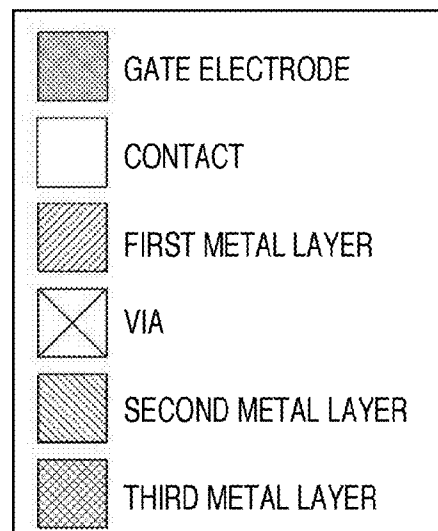 GATE ELECTRODE
CONTACT
FIRST METAL LAYER
VIA
SECOND METAL LAYER
THIRD METAL LAYER